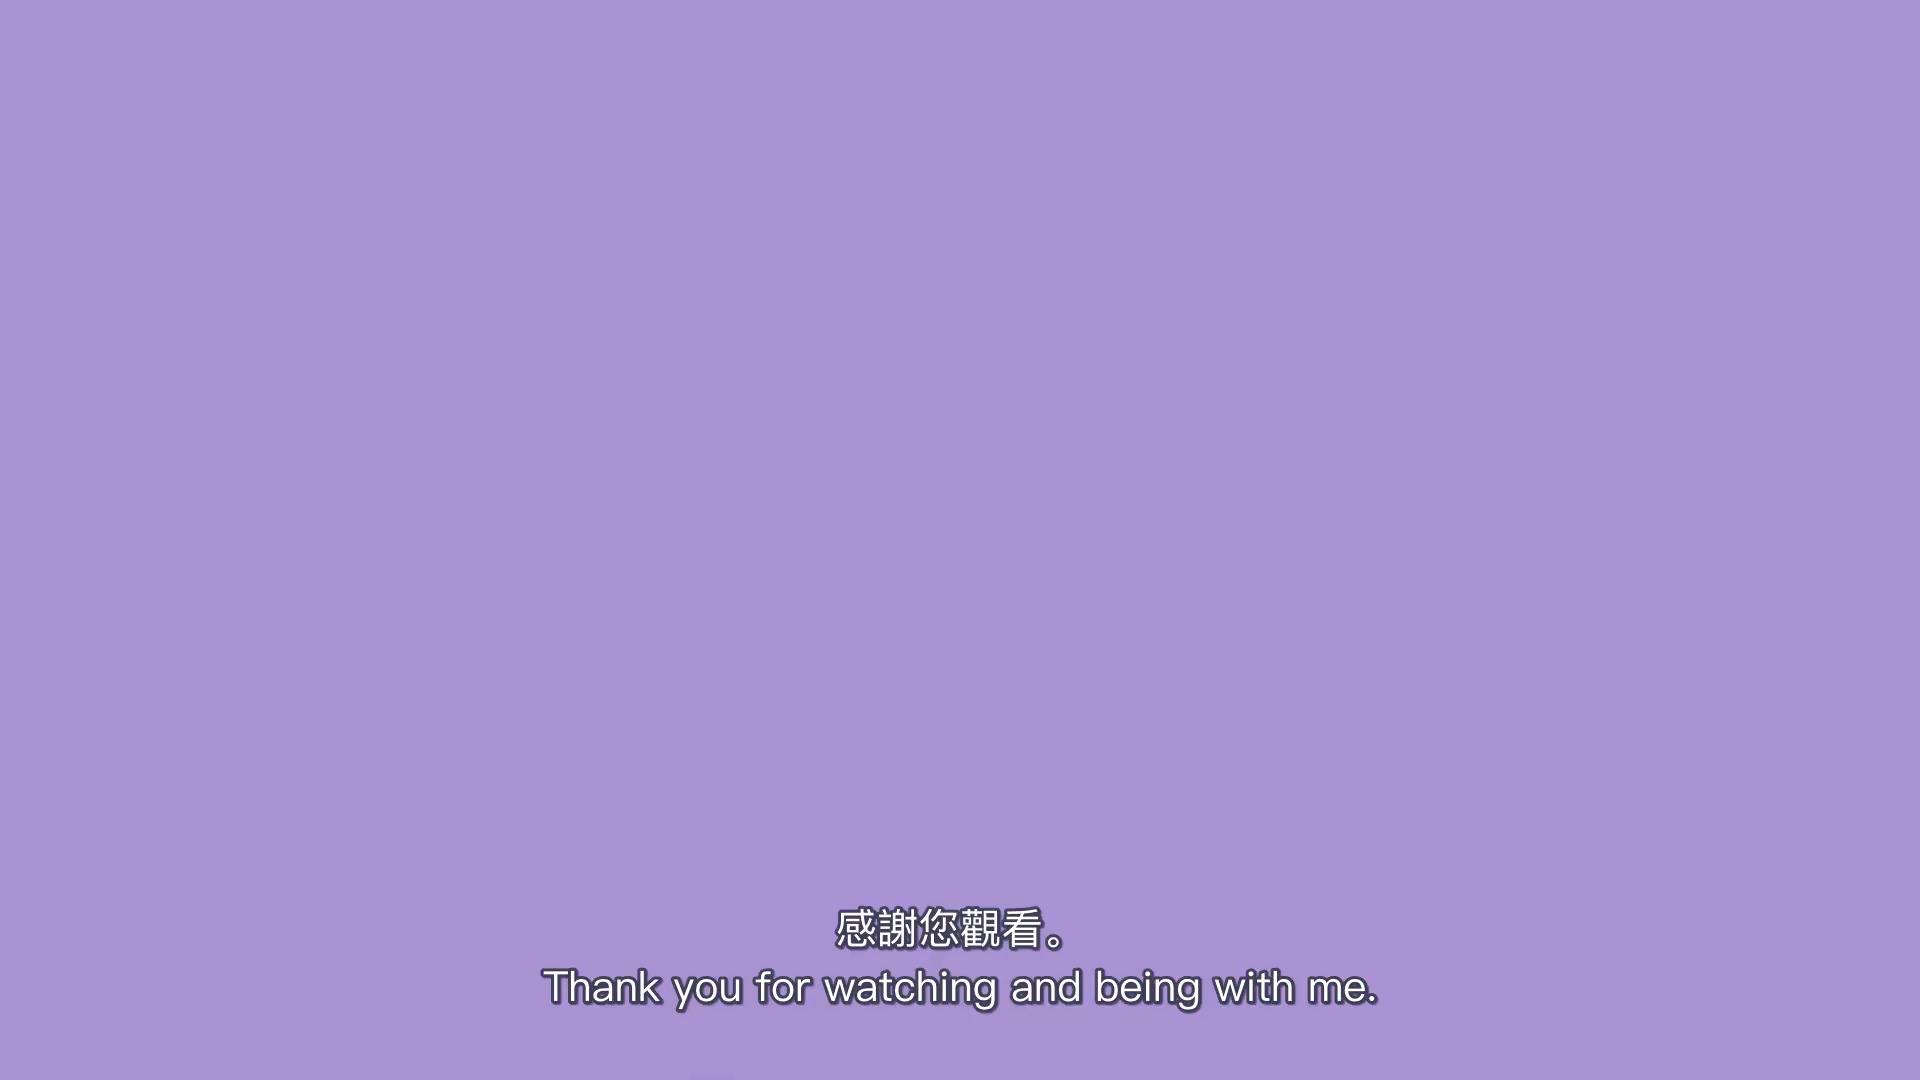 感謝您觀看。
Thank you for watching and being with me.